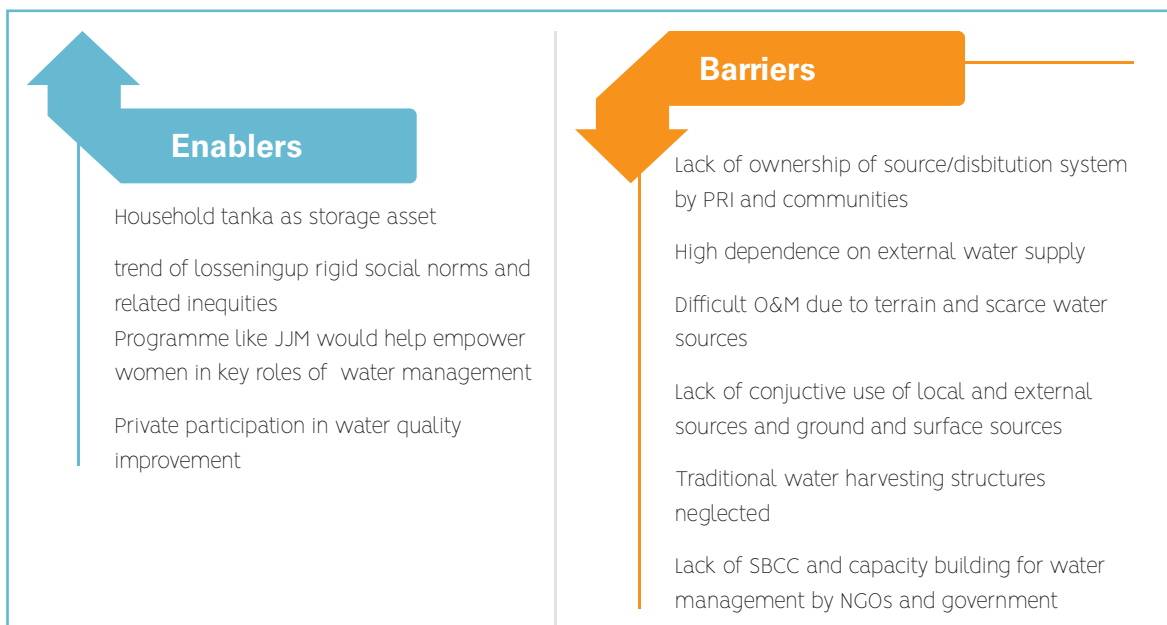 Enablers
Household tanka as storage asset
trend of losseningup rigid social norms and
related inequities
Programme like JJM would help empower
women in key roles of water management
Private participation in water quality
improvement
Barriers
Lack of ownership of source/disbitution system
by PRI and communities
High dependence on external water supply
Difficult O&M due to terrain and scarce water
sources
Lack of conjuctive use of local and external
sources and ground and surface sources
Traditional water harvesting structures
neglected
Lack of SBCC and capacity building for water
management by NGOs and government